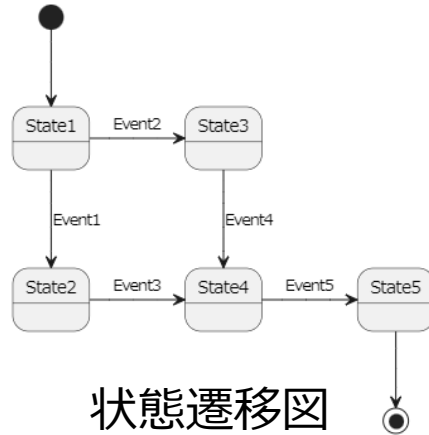 State1
Event2
State3
Event1
Event4
State2
Event3
State4
Event5
State5
状態遷移図